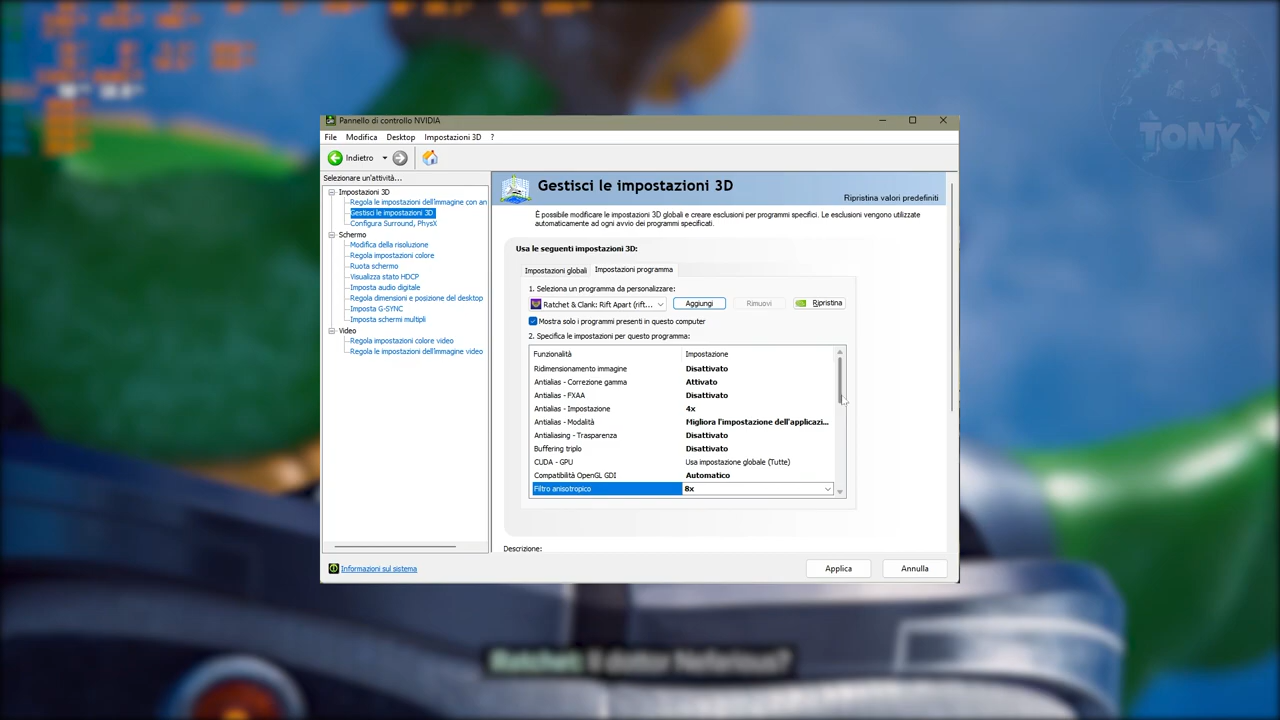 TONY
Pannello di controllo NVIDIA
File Modifica Desktop Impostazioni 3D ?
Indietro
Selezionare un'attività...
Impostazioni 3D
Regola le impostazioni dell'immagine con an
Gestisci le impostazioni 3D
Configura Surround, PhysX
Schermo
Modifica della risoluzione
Regola impostazioni colore
Ruota schermo
Visualizza stato HDCP
Imposta audio digitale
Regola dimensioni e posizione del desktop
Imposta G-SYNC
Imposta schermi multipli
Video
Regola impostazioni colore video
Regola le impostazioni dell'immagine video
Informazioni sul sistema
Gestisci le impostazioni 3D
Ripristina valori predefiniti
È possibile modificare le impostazioni 3D globali e creare esclusioni per programmi specifici. Le esclusioni vengono utilizzate
automaticamente ad ogni avvio dei programmi specificati.
Usa le seguenti impostazioni 3D:
Impostazioni globali Impostazioni programma
1. Seleziona un programma da personalizzare:
Ratchet & Clank: Rift Apart (rift... Aggiungi Rimuovi Ripristina
Mostra solo i programmi presenti in questo computer
2. Specifica le impostazioni per questo programma:
Funzionalità Impostazione
Ridimensionamento immagine Disattivato
Antialias - Correzione gamma Attivato
Antialias - FXAA Disattivato
Antialias - Impostazione 4x
Antialias - Modalità Migliora l'impostazione dell'applicazi...
Antialiasing - Trasparenza Disattivato
Buffering triplo Disattivato
CUDA - GPU Usa impostazione globale (Tutte)
Compatibilità OpenGL GDI Automatico
Filtro anisotropico 8x
Descrizione:
Applica Annulla
Ratchet: Il dottor Nefarious?